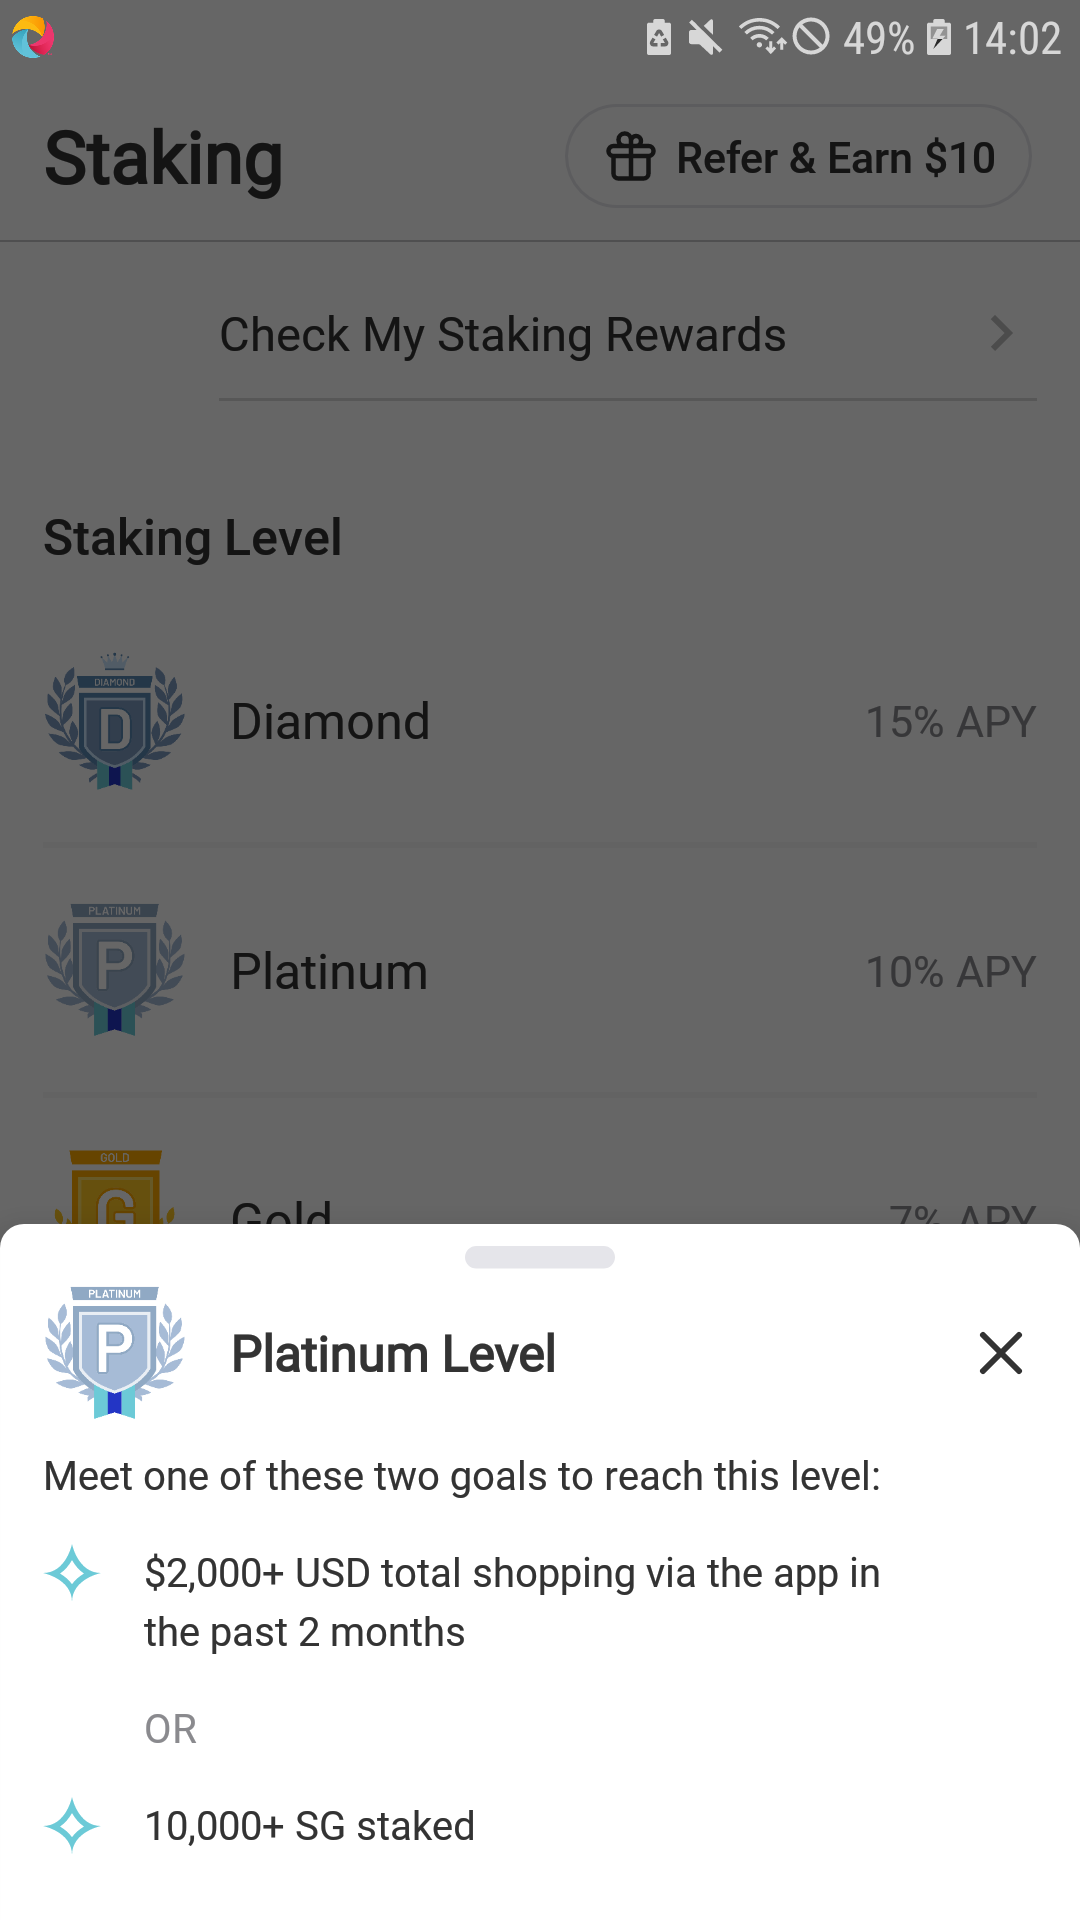 49% 14:02
Staking
Refer & Earn $10
Check My Staking Rewards
Staking Level
DIAMOND
D
Diamond
15% APY
PLATINUM
P
Platinum
10% APY
GOLD
G
Gold
7% APY
PLATINUM
P
Platinum Level
Meet one of these two goals to reach this level:
$2,000+ USD total shopping via the app in
the past 2 months
OR
10,000+ SG staked